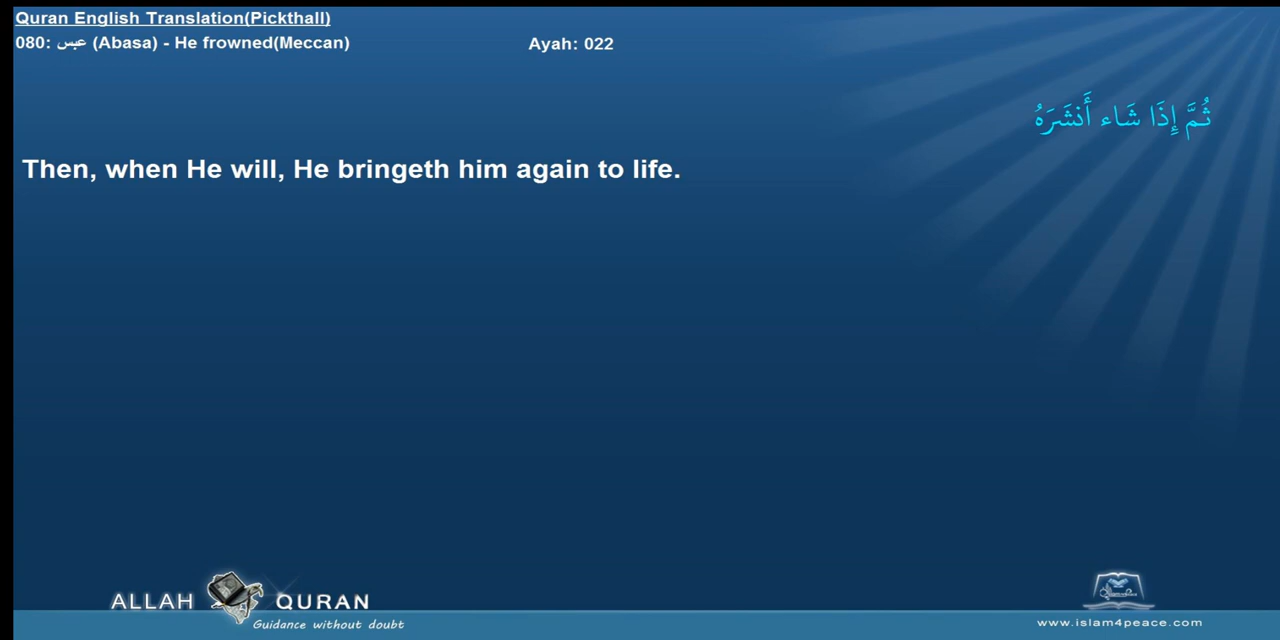 Quran English Translation(Pickthall)
080: عبس (Abasa) - He frowned(Meccan)
Ayah: 022
ثُمَّ إِذَا شَاء أَنشَرَهُ
Then, when He will, He bringeth him again to life.
ALLAH QURAN
Guidance without doubt
www.islam4peace.com